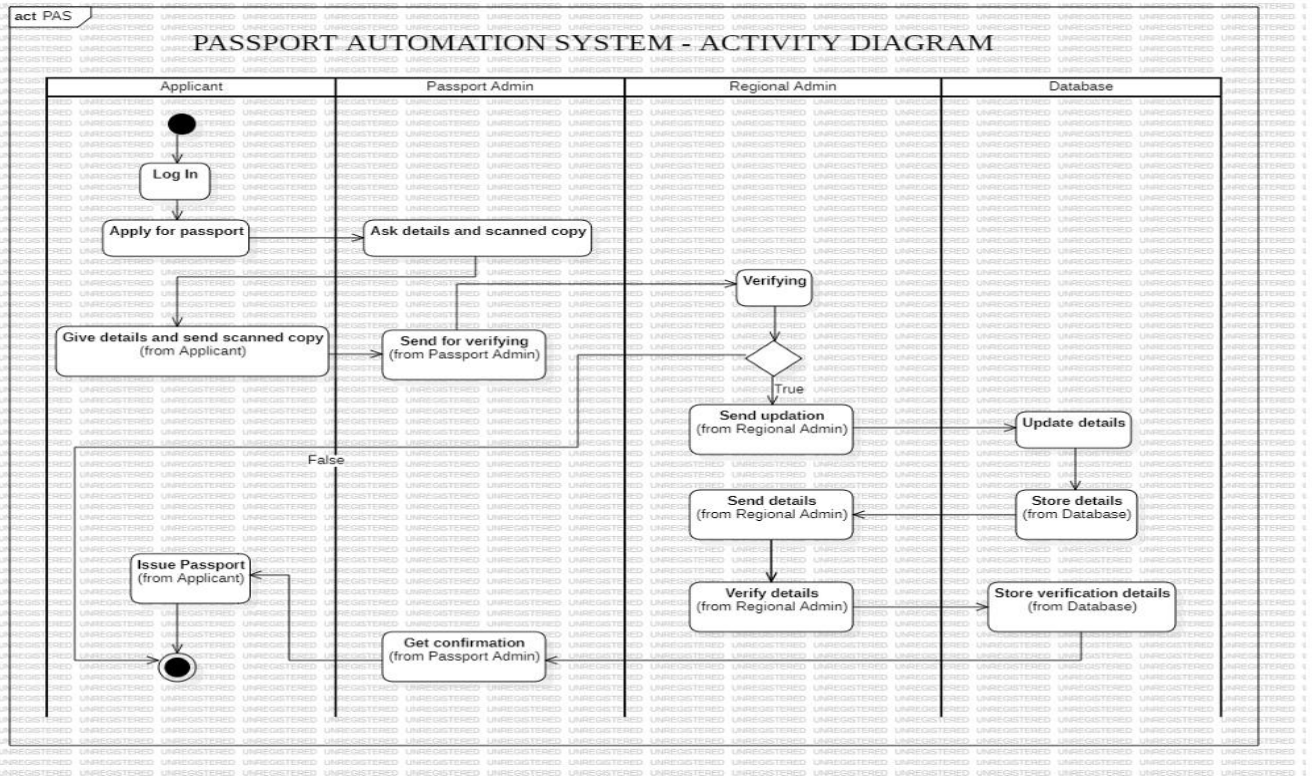 act PAS
PASSPORT AUTOMATION SYSTEM - ACTIVITY DIAGRAM
Applicant
Passport Admin
Regional Admin
Database
Log In
Apply for passport
Ask details and scanned copy
Verifying
Give details and send scanned copy
(from Applicant)
Send for verifying
(from Passport Admin)
True
Send updation
(from Regional Admin)
Update details
False
Send details
(from Regional Admin)
Store details
(from Database)
Issue Passport
(from Applicant)
Verify details
(from Regional Admin)
Store verification details
(from Database)
Get confirmation
(from Passport Admin)
UNREGISTERED